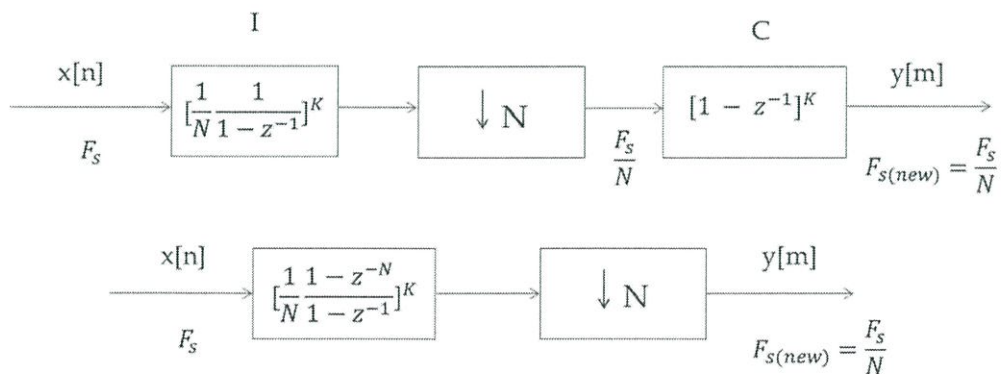 I
C
x[n]
[1/N 1/(1 − z^{-1})]^K
↓ N
[1 − z^{-1}]^K
y[m]
F_s
F_s/N
F_{s(new)} = F_s/N
x[n]
[1/N (1 − z^{-N})/(1 − z^{-1})]^K
↓ N
y[m]
F_s
F_{s(new)} = F_s/N